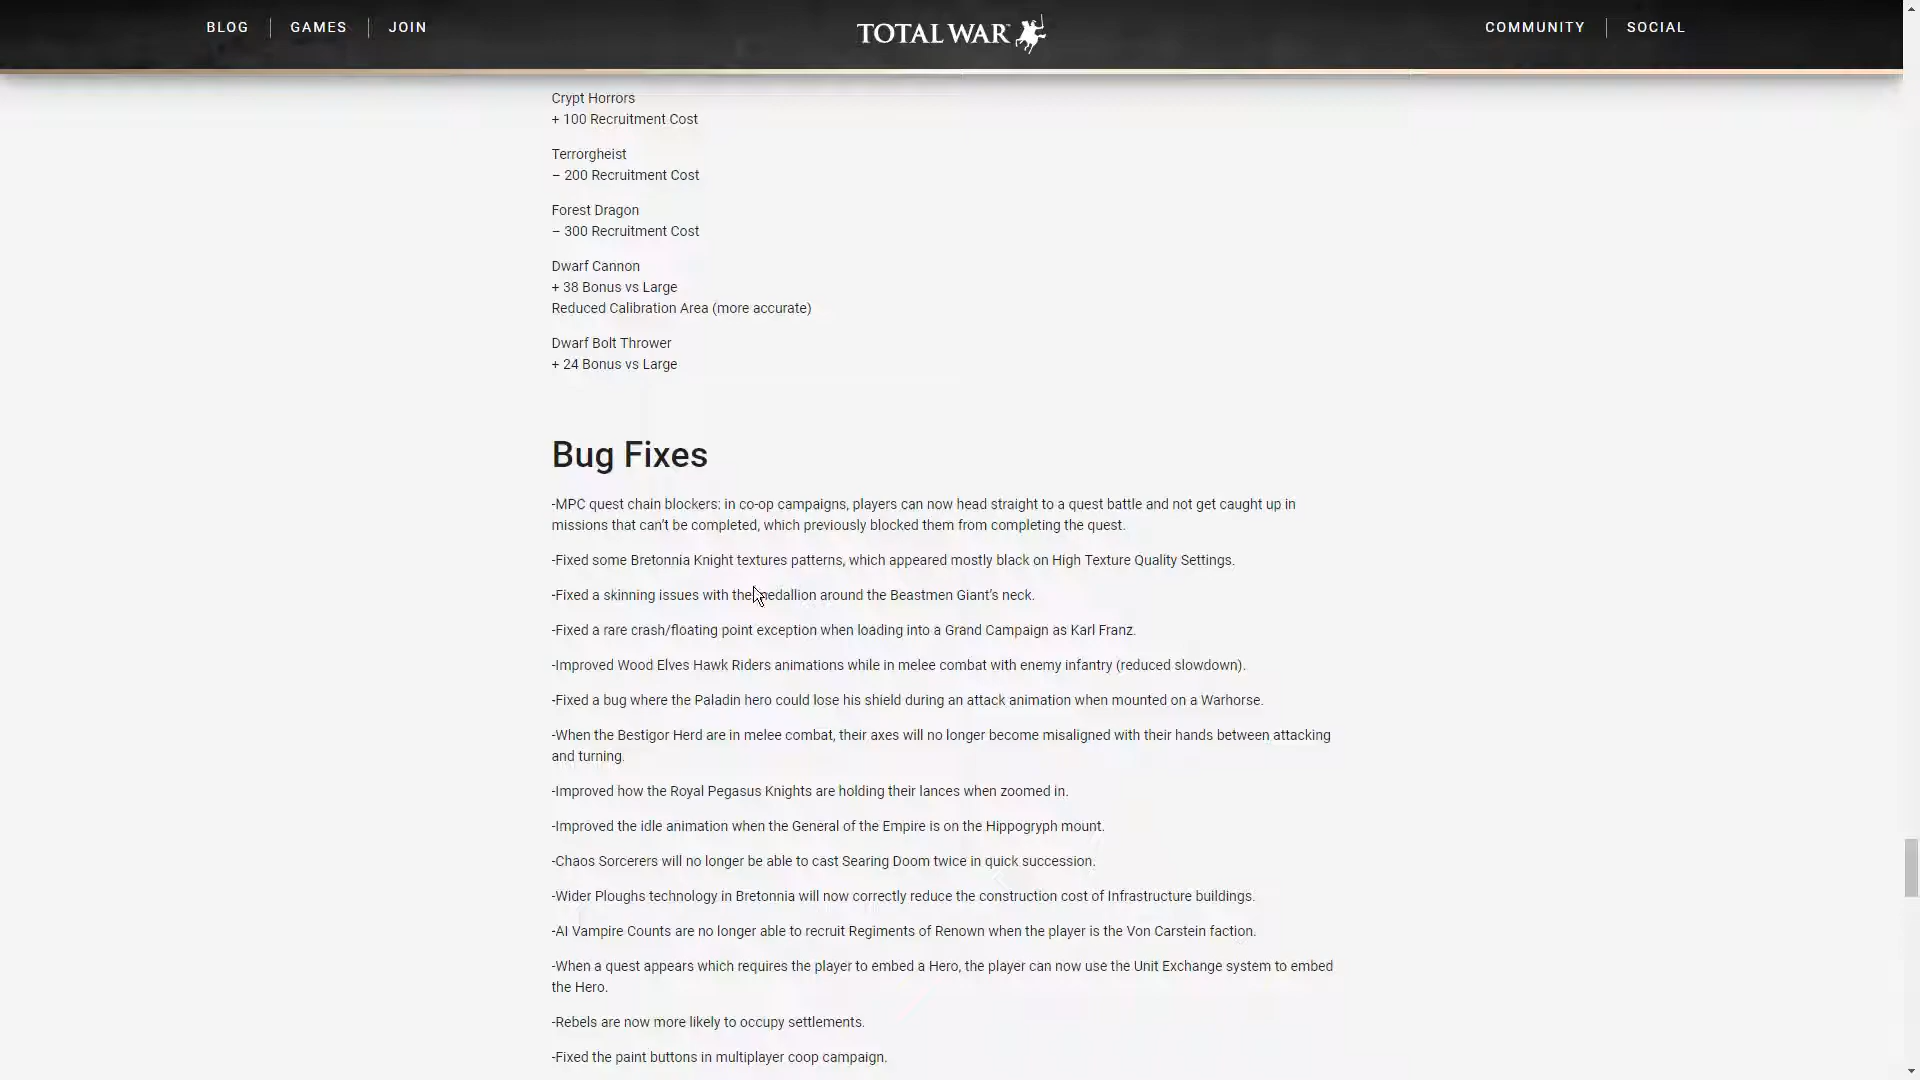 BLOG GAMES JOIN TOTAL WAR COMMUNITY SOCIAL
Crypt Horrors
+ 100 Recruitment Cost
Terrorgheist
– 200 Recruitment Cost
Forest Dragon
– 300 Recruitment Cost
Dwarf Cannon
+ 38 Bonus vs Large
Reduced Calibration Area (more accurate)
Dwarf Bolt Thrower
+ 24 Bonus vs Large
Bug Fixes
-MPC quest chain blockers: in co-op campaigns, players can now head straight to a quest battle and not get caught up in
missions that can’t be completed, which previously blocked them from completing the quest.
-Fixed some Bretonnia Knight textures patterns, which appeared mostly black on High Texture Quality Settings.
-Fixed a skinning issues with the medallion around the Beastmen Giant’s neck.
-Fixed a rare crash/floating point exception when loading into a Grand Campaign as Karl Franz.
-Improved Wood Elves Hawk Riders animations while in melee combat with enemy infantry (reduced slowdown).
-Fixed a bug where the Paladin hero could lose his shield during an attack animation when mounted on a Warhorse.
-When the Bestigor Herd are in melee combat, their axes will no longer become misaligned with their hands between attacking
and turning.
-Improved how the Royal Pegasus Knights are holding their lances when zoomed in.
-Improved the idle animation when the General of the Empire is on the Hippogryph mount.
-Chaos Sorcerers will no longer be able to cast Searing Doom twice in quick succession.
-Wider Ploughs technology in Bretonnia will now correctly reduce the construction cost of Infrastructure buildings.
-AI Vampire Counts are no longer able to recruit Regiments of Renown when the player is the Von Carstein faction.
-When a quest appears which requires the player to embed a Hero, the player can now use the Unit Exchange system to embed
the Hero.
-Rebels are now more likely to occupy settlements.
-Fixed the paint buttons in multiplayer coop campaign.